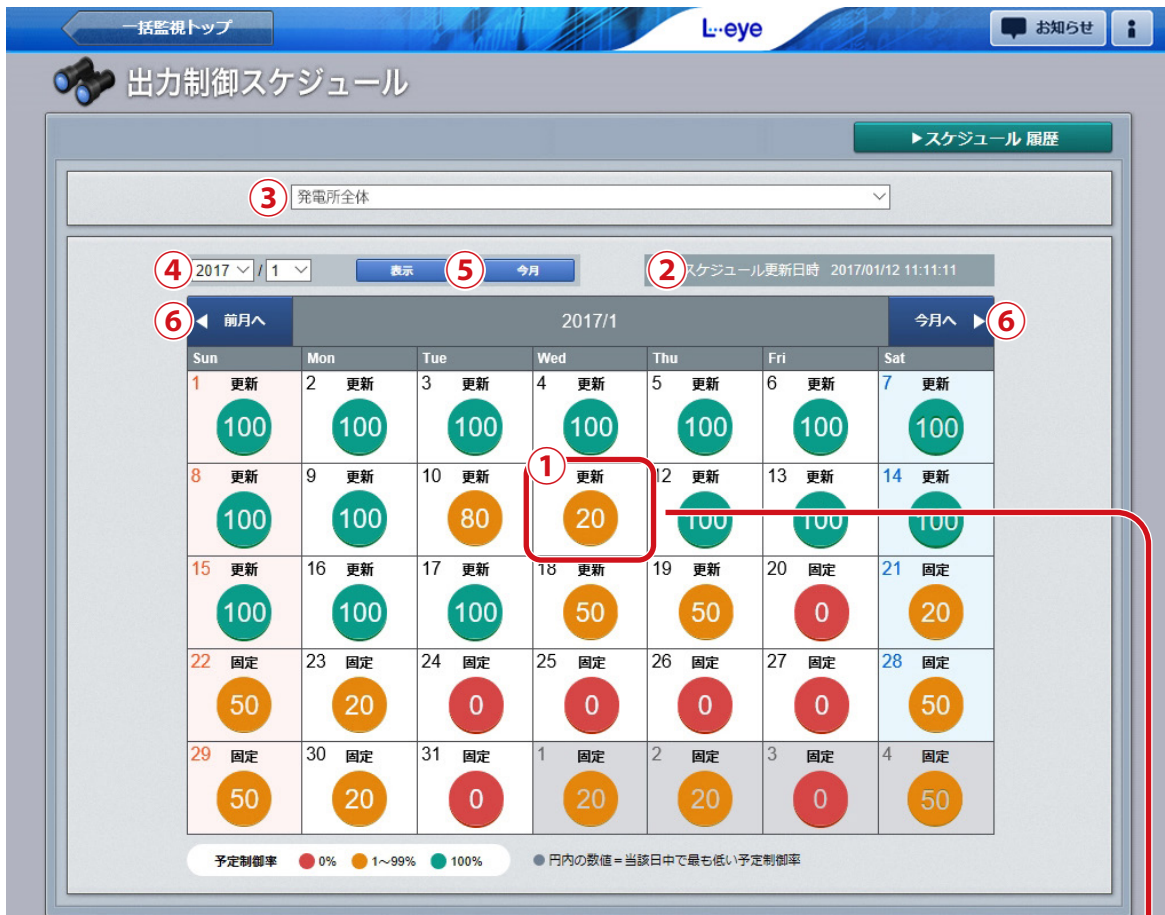 一括監視トップ
L・・eye
お知らせ
出力制御スケジュール
▶スケジュール 履歴
③ 発電所全体
④ 2017 / 1 表示 ⑤ 今月
② スケジュール更新日時 2017/01/12 11:11:11
⑥ ◀ 前月へ 2017/1 今月へ ▶ ⑥
Sun Mon Tue Wed Thu Fri Sat
1 更新 2 更新 3 更新 4 更新 5 更新 6 更新 7 更新
100 100 100 100 100 100 100
①
8 更新 9 更新 10 更新 更新 12 更新 13 更新 14 更新
100 100 80 20 100 100 100
15 更新 16 更新 17 更新 18 更新 19 更新 20 固定 21 固定
100 100 100 50 50 0 20
22 固定 23 固定 24 固定 25 固定 26 固定 27 固定 28 固定
50 20 0 0 0 0 50
29 固定 30 固定 31 固定 1 固定 2 固定 3 固定 4 固定
50 20 0 20 20 0 50
予定制御率 ●0% ●1～99% ●100% ●円内の数値=当該日中で最も低い予定制御率